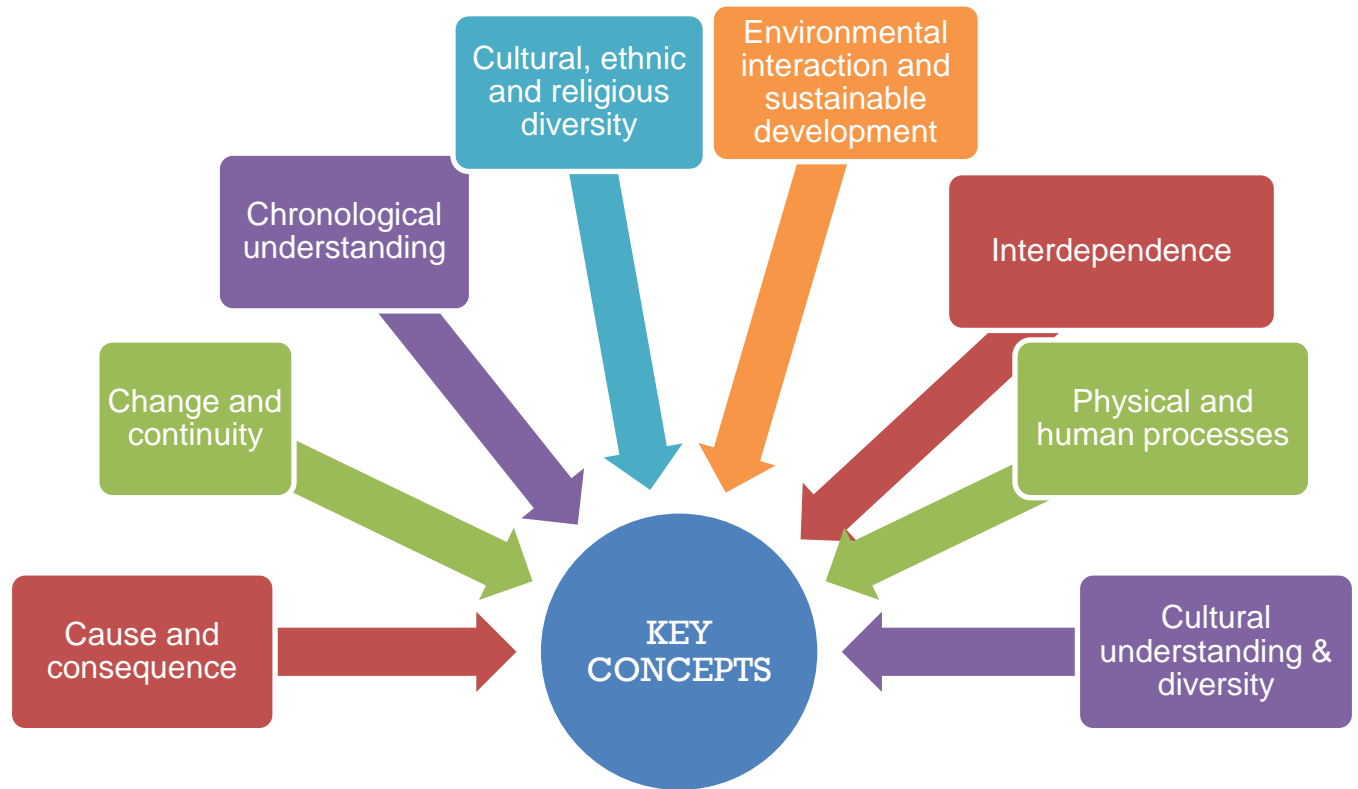 Cause and
consequence
Change and
continuity
Chronological
understanding
Cultural, ethnic
and religious
diversity
Environmental
interaction and
sustainable
development
Interdependence
Physical and
human processes
Cultural
understanding &
diversity
KEY
CONCEPTS